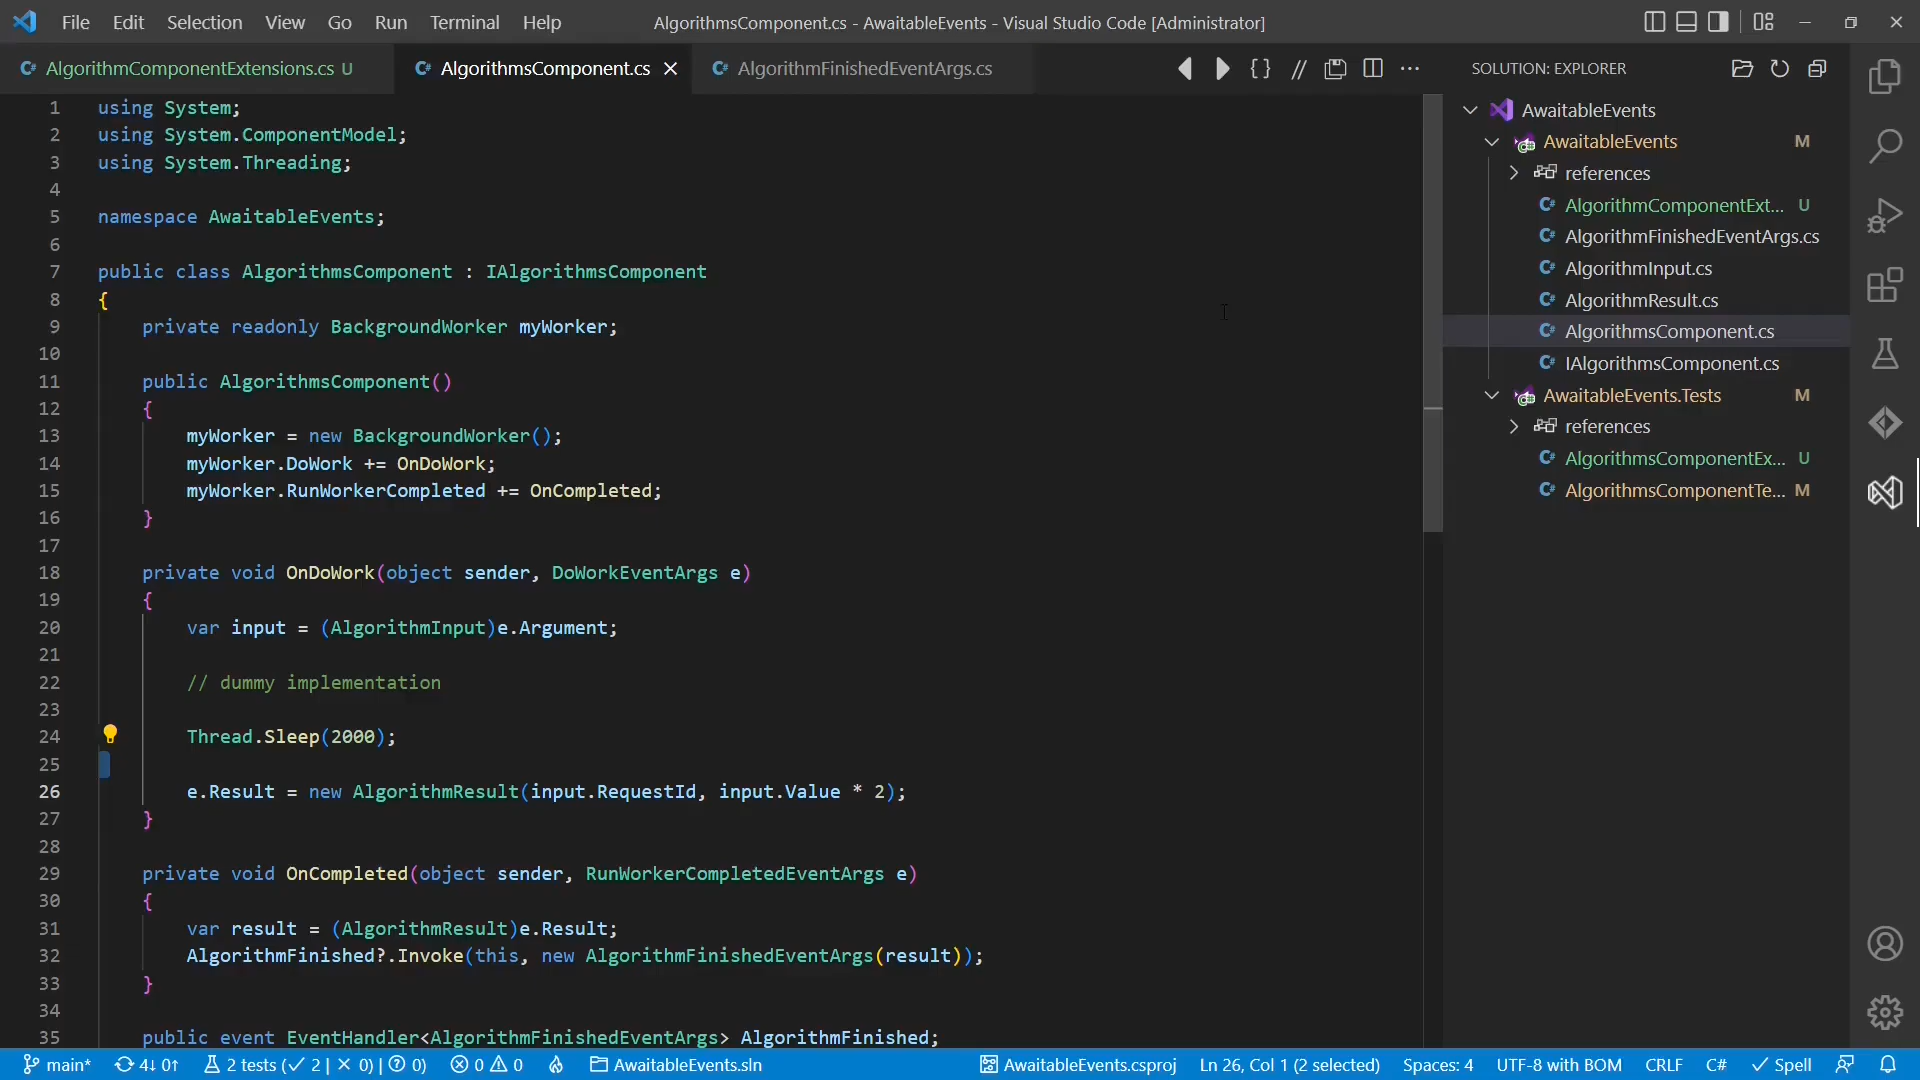 File Edit Selection View Go Run Terminal Help AlgorithmsComponent.cs - AwaitableEvents - Visual Studio Code [Administrator]
C# AlgorithmComponentExtensions.cs U C# AlgorithmsComponent.cs C# AlgorithmFinishedEventArgs.cs
1 using System;
2 using System.ComponentModel;
3 using System.Threading;
4
5 namespace AwaitableEvents;
6
7 public class AlgorithmsComponent : IAlgorithmsComponent
8 {
9 private readonly BackgroundWorker myWorker;
10
11 public AlgorithmsComponent()
12 {
13 myWorker = new BackgroundWorker();
14 myWorker.DoWork += OnDoWork;
15 myWorker.RunWorkerCompleted += OnCompleted;
16 }
17
18 private void OnDoWork(object sender, DoWorkEventArgs e)
19 {
20 var input = (AlgorithmInput)e.Argument;
21
22 // dummy implementation
23
24 Thread.Sleep(2000);
25
26 e.Result = new AlgorithmResult(input.RequestId, input.Value * 2);
27 }
28
29 private void OnCompleted(object sender, RunWorkerCompletedEventArgs e)
30 {
31 var result = (AlgorithmResult)e.Result;
32 AlgorithmFinished?.Invoke(this, new AlgorithmFinishedEventArgs(result));
33 }
34
35 public event EventHandler<AlgorithmFinishedEventArgs> AlgorithmFinished;
SOLUTION: EXPLORER
AwaitableEvents
AwaitableEvents M
references
C# AlgorithmComponentExt... U
C# AlgorithmFinishedEventArgs.cs
C# AlgorithmInput.cs
C# AlgorithmResult.cs
C# AlgorithmsComponent.cs
C# IAlgorithmsComponent.cs
AwaitableEvents.Tests M
references
C# AlgorithmsComponentEx... U
C# AlgorithmsComponentTe... M
main* 4↓ 0↑ 2 tests (✓ 2 | ✕ 0) | ? 0) 0 0 AwaitableEvents.sln AwaitableEvents.csproj Ln 26, Col 1 (2 selected) Spaces: 4 UTF-8 with BOM CRLF C# ✓ Spell